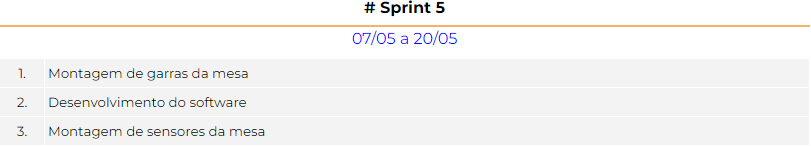 # Sprint 5
07/05 a 20/05
1. Montagem de garras da mesa
2. Desenvolvimento do software
3. Montagem de sensores da mesa